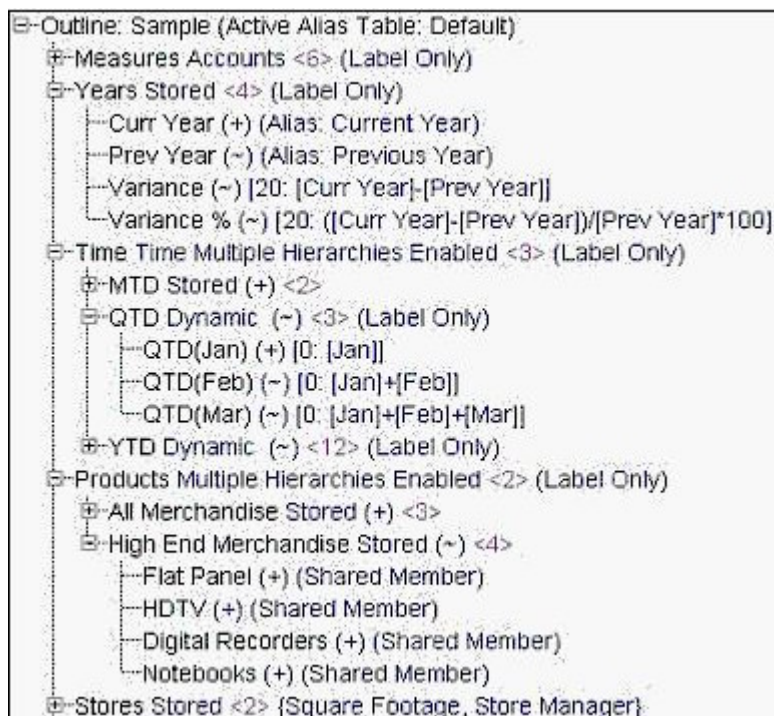 Outline: Sample (Active Alias Table: Default)
Measures Accounts <6> (Label Only)
Years Stored <4> (Label Only)
Curr Year (+) (Alias: Current Year)
Prev Year (~) (Alias: Previous Year)
Variance (~) [20: [Curr Year]-[Prev Year]]
Variance % (~) [20: ([Curr Year]-[Prev Year])/[Prev Year]*100]
Time Time Multiple Hierarchies Enabled <3> (Label Only)
MTD Stored (+) <2>
QTD Dynamic (~) <3> (Label Only)
QTD(Jan) (+) [0: [Jan]]
QTD(Feb) (~) [0: [Jan]+[Feb]]
QTD(Mar) (~) [0: [Jan]+[Feb]+[Mar]]
YTD Dynamic (~) <12> (Label Only)
Products Multiple Hierarchies Enabled <2> (Label Only)
All Merchandise Stored (+) <3>
High End Merchandise Stored (~) <4>
Flat Panel (+) (Shared Member)
HDTV (+) (Shared Member)
Digital Recorders (+) (Shared Member)
Notebooks (+) (Shared Member)
Stores Stored <2> {Square Footage, Store Manager}